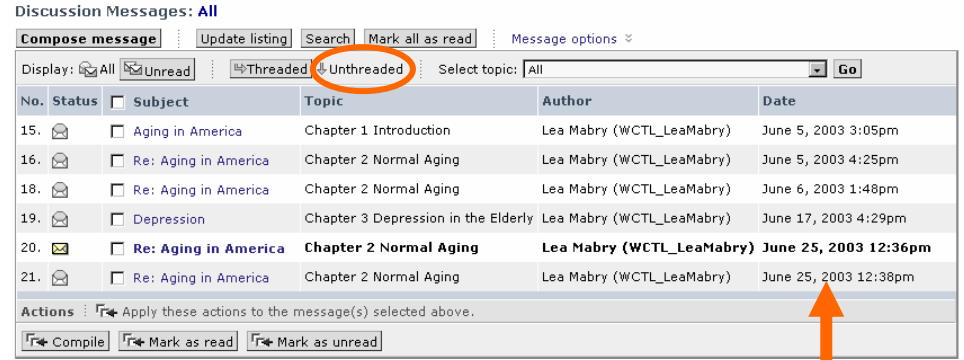 Discussion Messages: All
Compose message Update listing Search Mark all as read Message options
Display: All Unread Threaded Unthreaded Select topic: All Go
No. Status Subject Topic Author Date
15. Aging in America Chapter 1 Introduction Lea Mabry (WCTL_LeaMabry) June 5, 2003 3:05pm
16. Re: Aging in America Chapter 2 Normal Aging Lea Mabry (WCTL_LeaMabry) June 5, 2003 4:25pm
18. Re: Aging in America Chapter 2 Normal Aging Lea Mabry (WCTL_LeaMabry) June 6, 2003 1:48pm
19. Depression Chapter 3 Depression in the Elderly Lea Mabry (WCTL_LeaMabry) June 17, 2003 4:29pm
20. Re: Aging in America Chapter 2 Normal Aging Lea Mabry (WCTL_LeaMabry) June 25, 2003 12:36pm
21. Re: Aging in America Chapter 2 Normal Aging Lea Mabry (WCTL_LeaMabry) June 25, 2003 12:38pm
Actions Apply these actions to the message(s) selected above.
Compile Mark as read Mark as unread